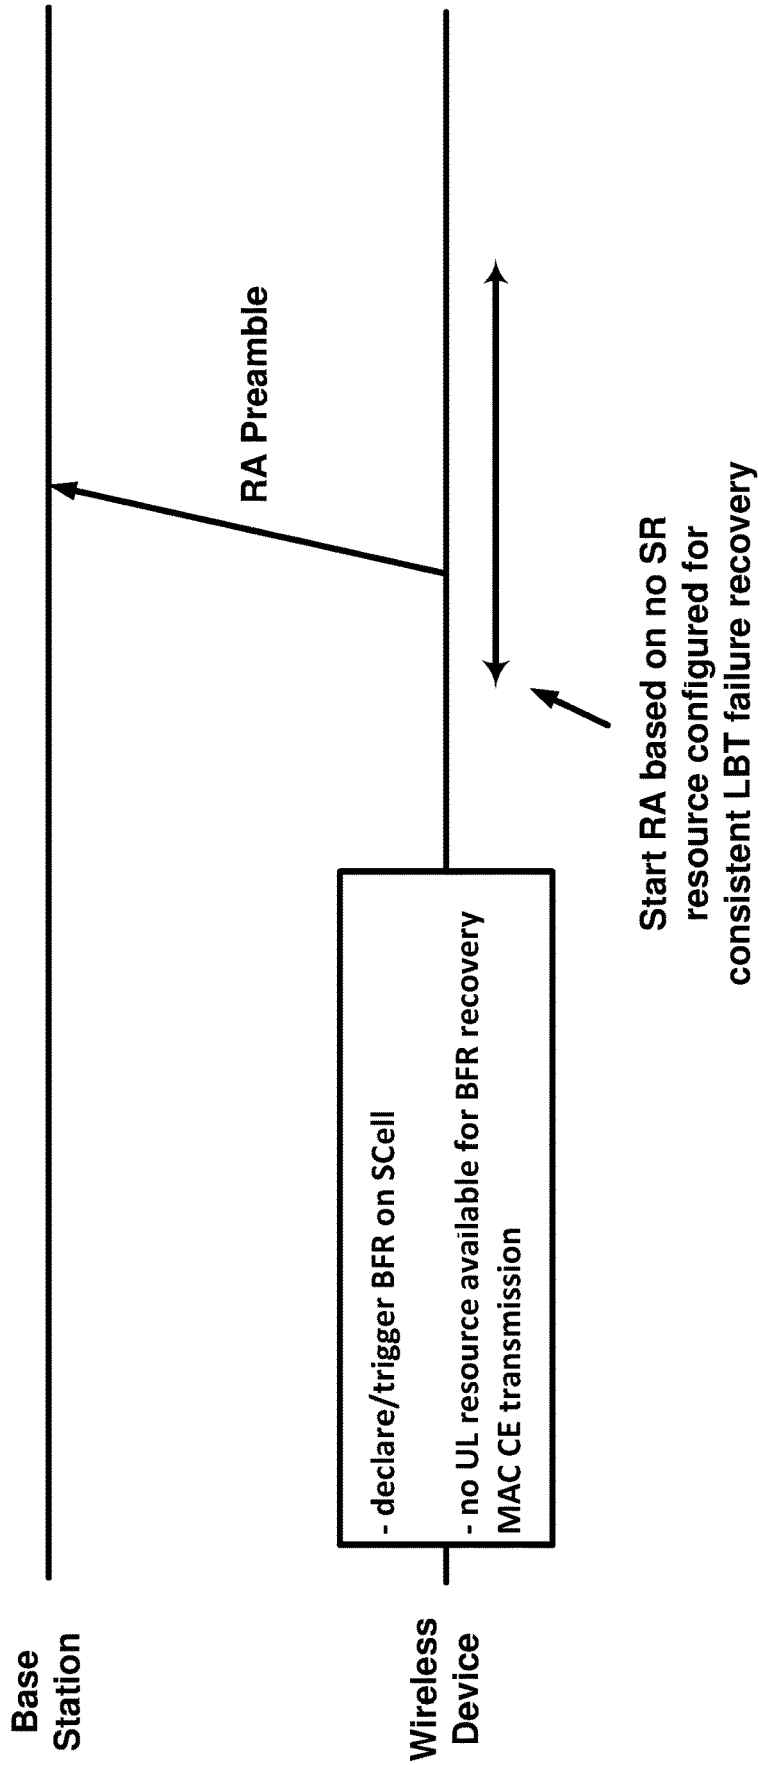 Base
Station
RA Preamble
Wireless
Device
- declare/trigger BFR on SCell
- no UL resource available for BFR recovery
MAC CE transmission
Start RA based on no SR
resource configured for
consistent LBT failure recovery